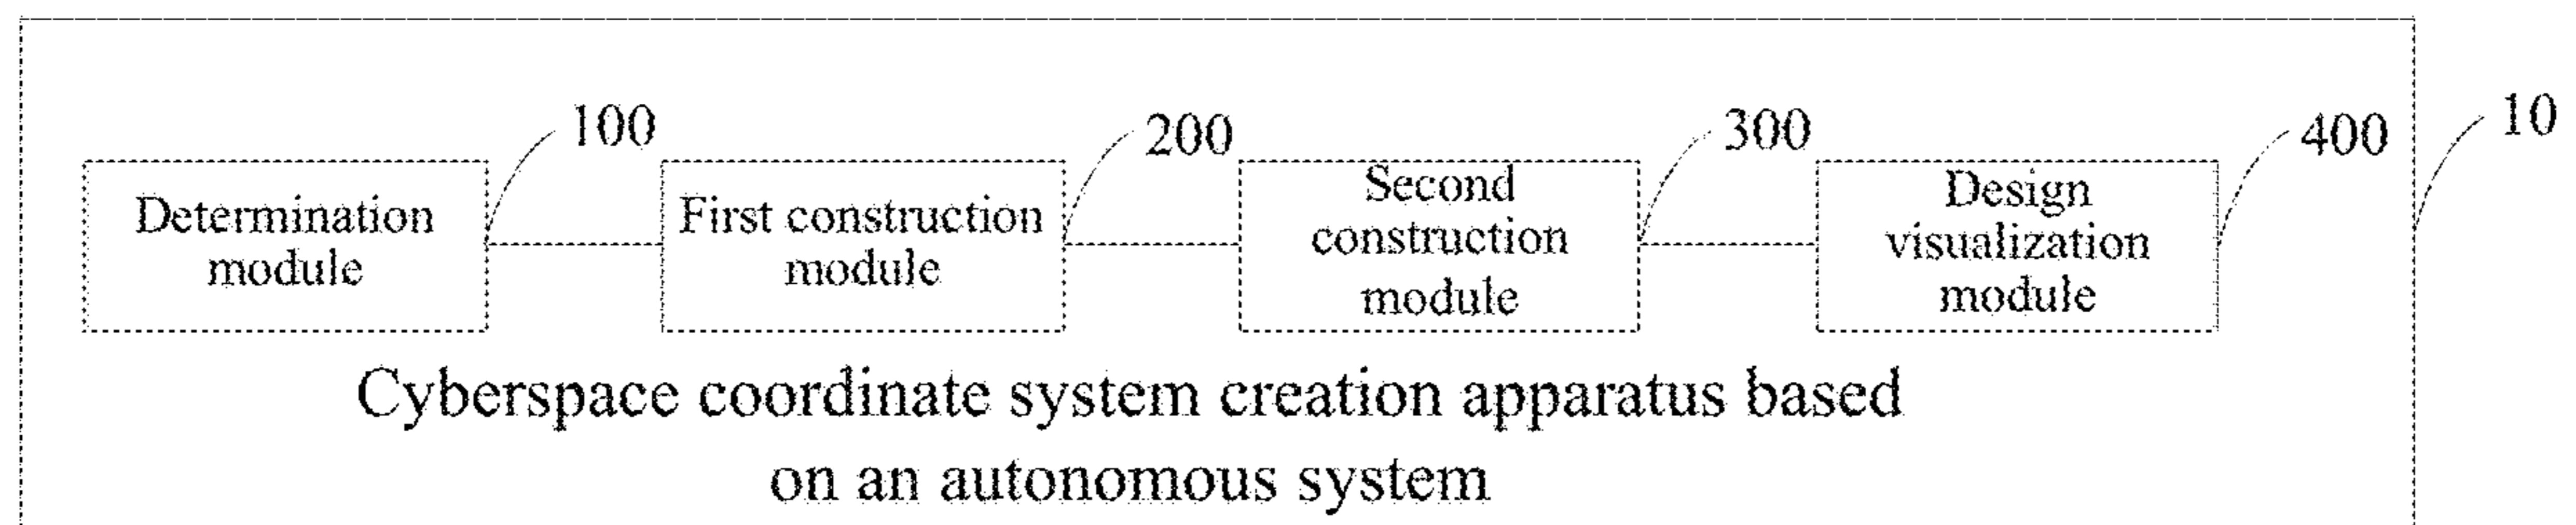 100
200
300
400
10
Determination
module
First construction
module
Second
construction
module
Design
visualization
module
Cyberspace coordinate system creation apparatus based
on an autonomous system